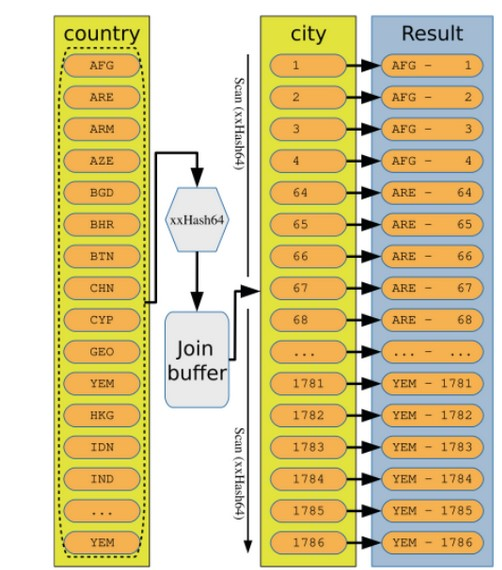 country
AFG
ARE
ARM
AZE
BGD
BHR
BTN
CHN
CYP
GEO
YEM
HKG
IDN
IND
...
YEM
xxHash64
Join
buffer
Scan (xxHash64)
Scan (xxHash64)
city
1
2
3
4
64
65
66
67
68
...
1781
1782
1783
1784
1785
1786
Result
AFG - 1
AFG - 2
AFG - 3
AFG - 4
ARE - 64
ARE - 65
ARE - 66
ARE - 67
ARE - 68
... - ...
YEM - 1781
YEM - 1782
YEM - 1783
YEM - 1784
YEM - 1785
YEM - 1786